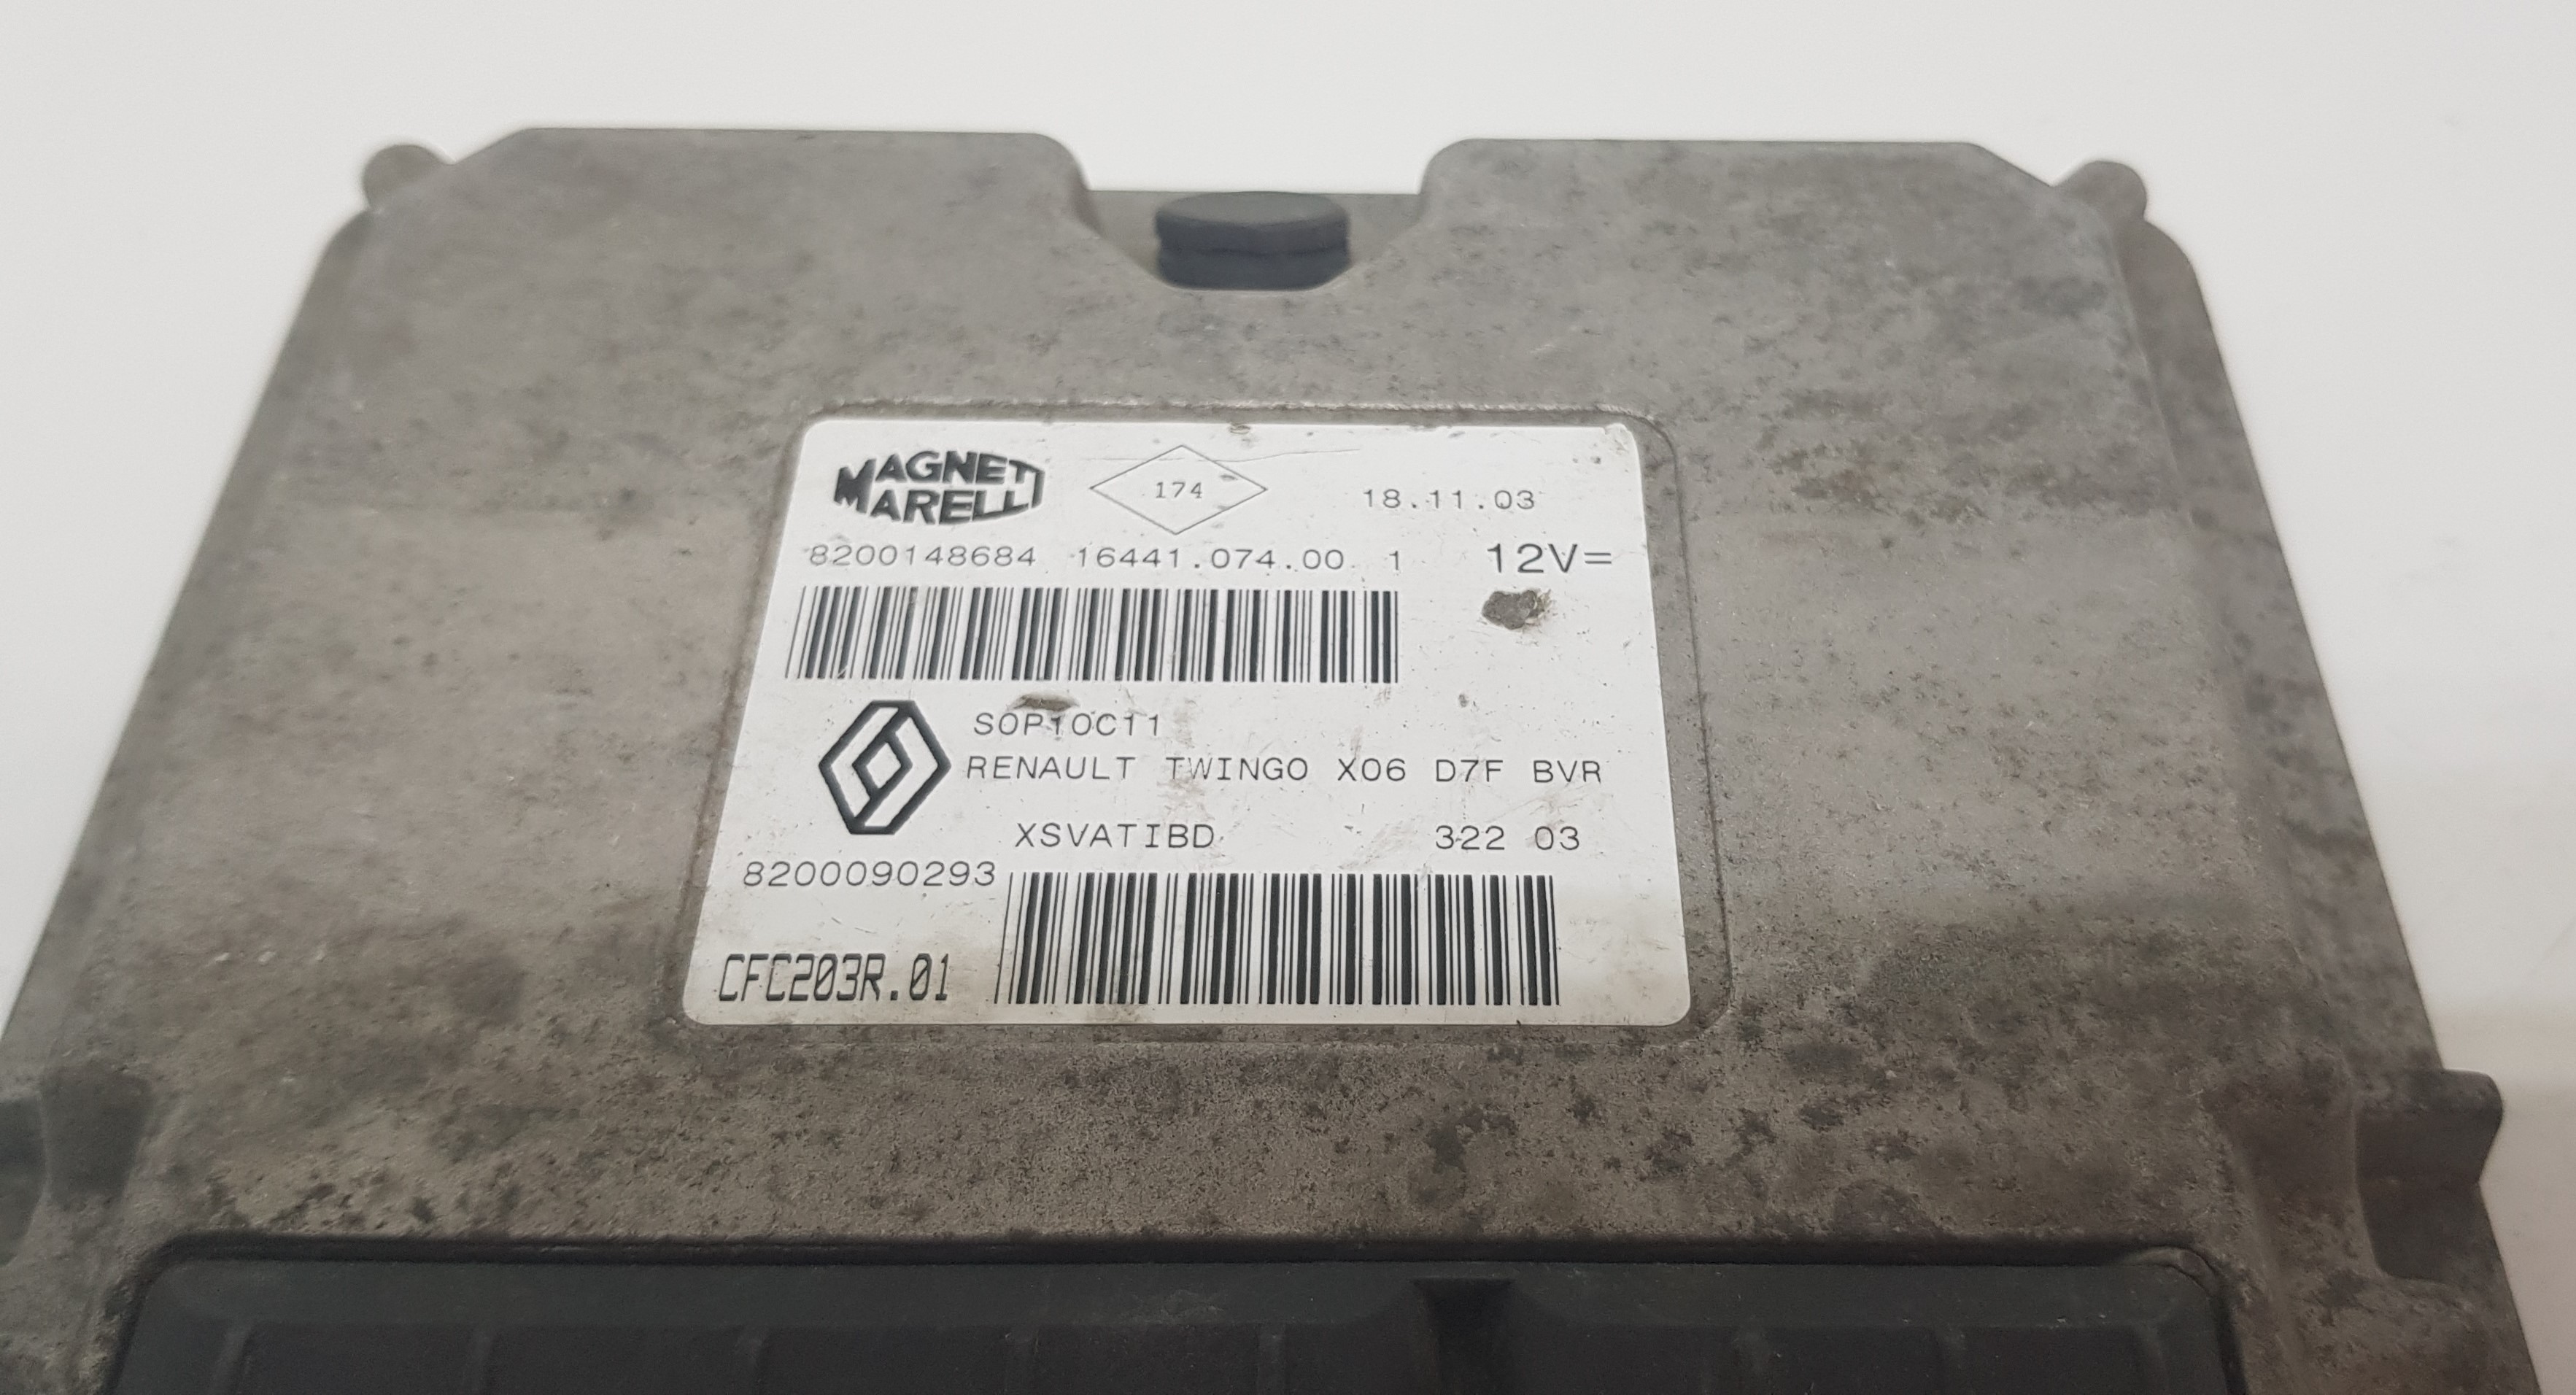 MAGNETI MARELLI 174 18.11.03
8200148684 16441.074.00 1 12V=
S0P10C11
RENAULT TWINGO X06 D7F BVR
XSVATIBD 322 03
8200090293
CFC203R.01